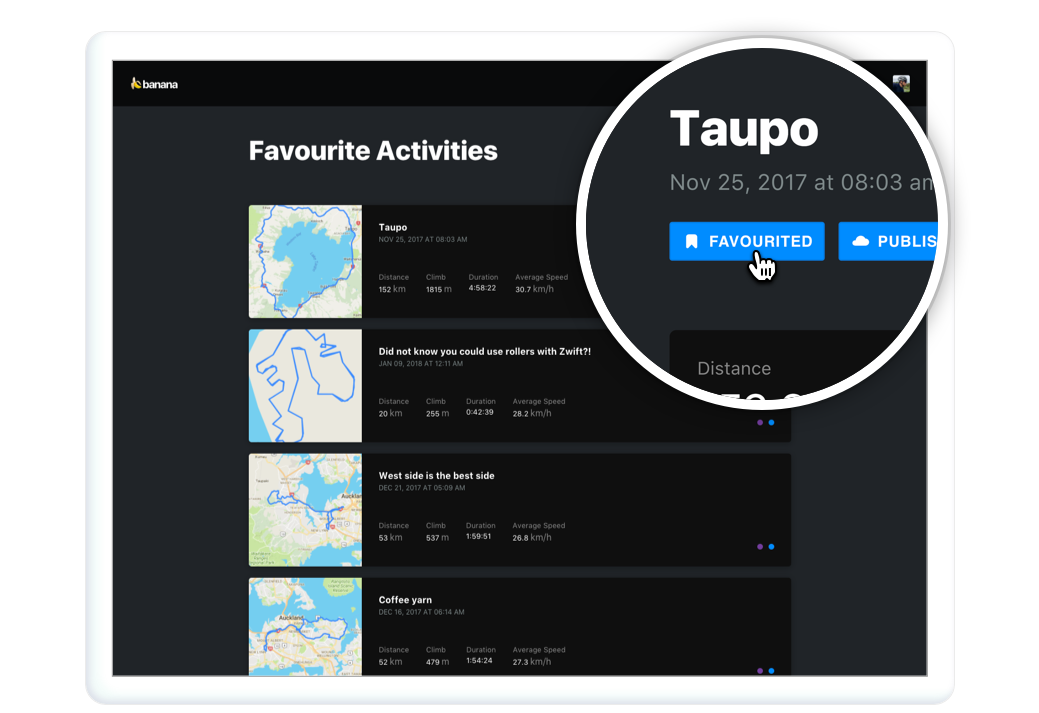 banana
Favourite Activities
Taupo
Nov 25, 2017 at 08:03 am
FAVOURITED
Distance
Taupo
NOV 25, 2017 AT 08:03 AM
Distance Climb Duration Average Speed
152 km 1815 m 4:58:22 30.7 km/h
Did not know you could use rollers with Zwift?!
JAN 09, 2018 AT 12:11 AM
Distance Climb Duration Average Speed
20 km 255 m 0:42:39 28.2 km/h
West side is the best side
DEC 21, 2017 AT 05:09 AM
Distance Climb Duration Average Speed
53 km 537 m 1:59:51 26.8 km/h
Coffee yarn
DEC 16, 2017 AT 06:14 AM
Auckland
Distance Climb Duration Average Speed
52 km 479 m 1:54:24 27.3 km/h